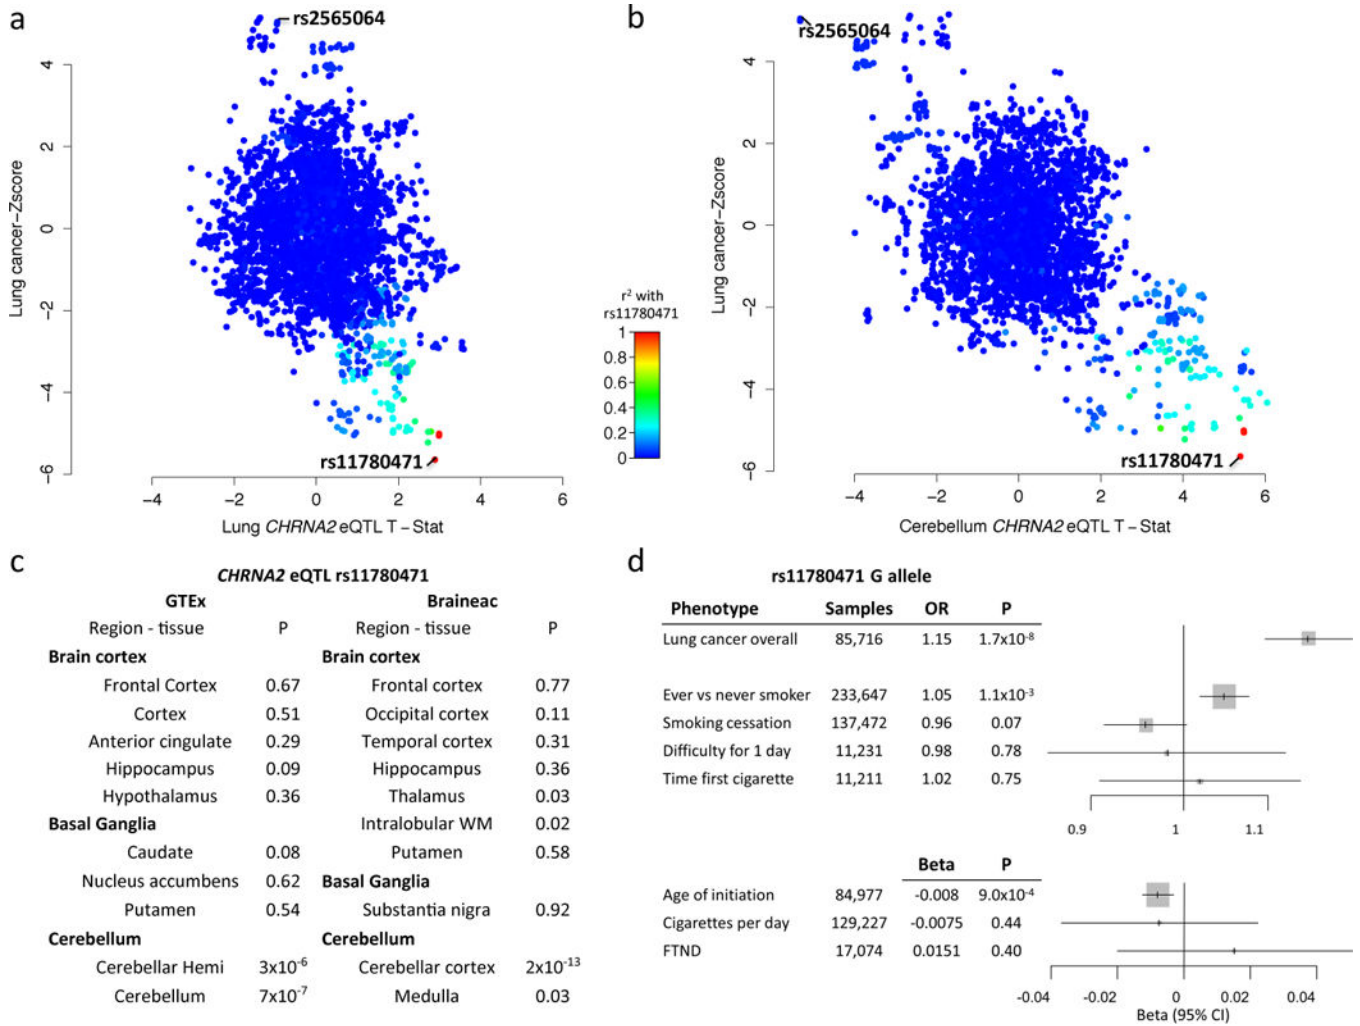 a
rs2565064
4
2
0
−2
−4
−6
Lung cancer−Zscore
rs11780471
−4
−2
0
2
4
6
Lung CHRNA2 eQTL T − Stat
r² with
rs11780471
1
0.8
0.6
0.4
0.2
0
b
rs2565064
4
2
0
−2
−4
−6
Lung cancer−Zscore
rs11780471
−4
−2
0
2
4
6
Cerebellum CHRNA2 eQTL T − Stat
c
CHRNA2 eQTL rs11780471
GTEx Braineac
Region - tissue P Region - tissue P
Brain cortex Brain cortex
Frontal Cortex 0.67 Frontal cortex 0.77
Cortex 0.51 Occipital cortex 0.11
Anterior cingulate 0.29 Temporal cortex 0.31
Hippocampus 0.09 Hippocampus 0.36
Hypothalamus 0.36 Thalamus 0.03
Basal Ganglia Intralobular WM 0.02
Caudate 0.08 Putamen 0.58
Nucleus accumbens 0.62 Basal Ganglia
Putamen 0.54 Substantia nigra 0.92
Cerebellum Cerebellum
Cerebellar Hemi 3x10⁻⁶ Cerebellar cortex 2x10⁻¹³
Cerebellum 7x10⁻⁷ Medulla 0.03
d
rs11780471 G allele
Phenotype Samples OR P
Lung cancer overall 85,716 1.15 1.7x10⁻⁸
Ever vs never smoker 233,647 1.05 1.1x10⁻³
Smoking cessation 137,472 0.96 0.07
Difficulty for 1 day 11,231 0.98 0.78
Time first cigarette 11,211 1.02 0.75
0.9 1 1.1
Beta P
Age of initiation 84,977 -0.008 9.0x10⁻⁴
Cigarettes per day 129,227 -0.0075 0.44
FTND 17,074 0.0151 0.40
-0.04 -0.02 0 0.02 0.04
Beta (95% CI)